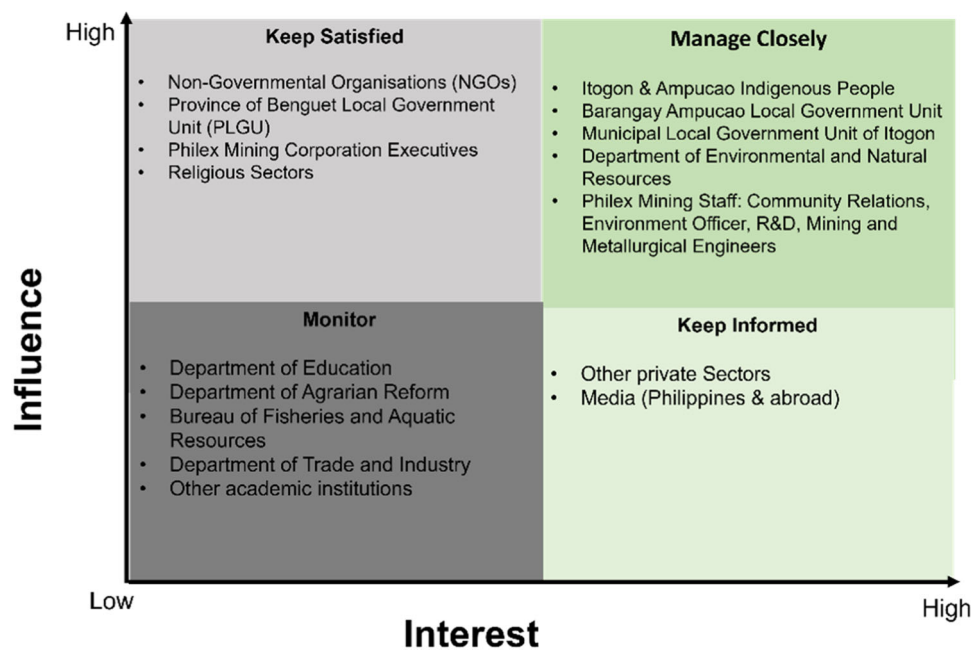 High
Keep Satisfied
• Non-Governmental Organisations (NGOs)
• Province of Benguet Local Government
Unit (PLGU)
• Philex Mining Corporation Executives
• Religious Sectors
Manage Closely
• Itogon & Ampucao Indigenous People
• Barangay Ampucao Local Government Unit
• Municipal Local Government Unit of Itogon
• Department of Environmental and Natural
Resources
• Philex Mining Staff: Community Relations,
Environment Officer, R&D, Mining and
Metallurgical Engineers
Influence
Monitor
• Department of Education
• Department of Agrarian Reform
• Bureau of Fisheries and Aquatic
Resources
• Department of Trade and Industry
• Other academic institutions
Keep Informed
• Other private Sectors
• Media (Philippines & abroad)
Low
High
Interest